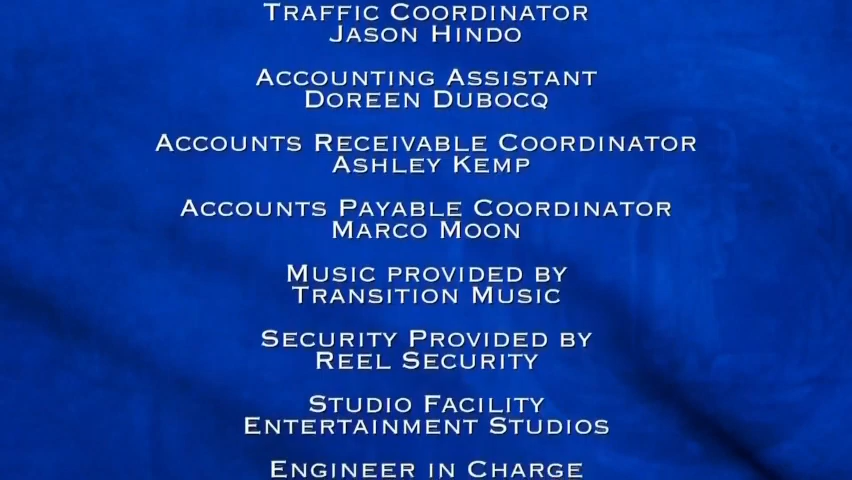 Traffic Coordinator
Jason Hindo
Accounting Assistant
Doreen Dubocq
Accounts Receivable Coordinator
Ashley Kemp
Accounts Payable Coordinator
Marco Moon
Music provided by
Transition Music
Security Provided by
Reel Security
Studio Facility
Entertainment Studios
Engineer in Charge